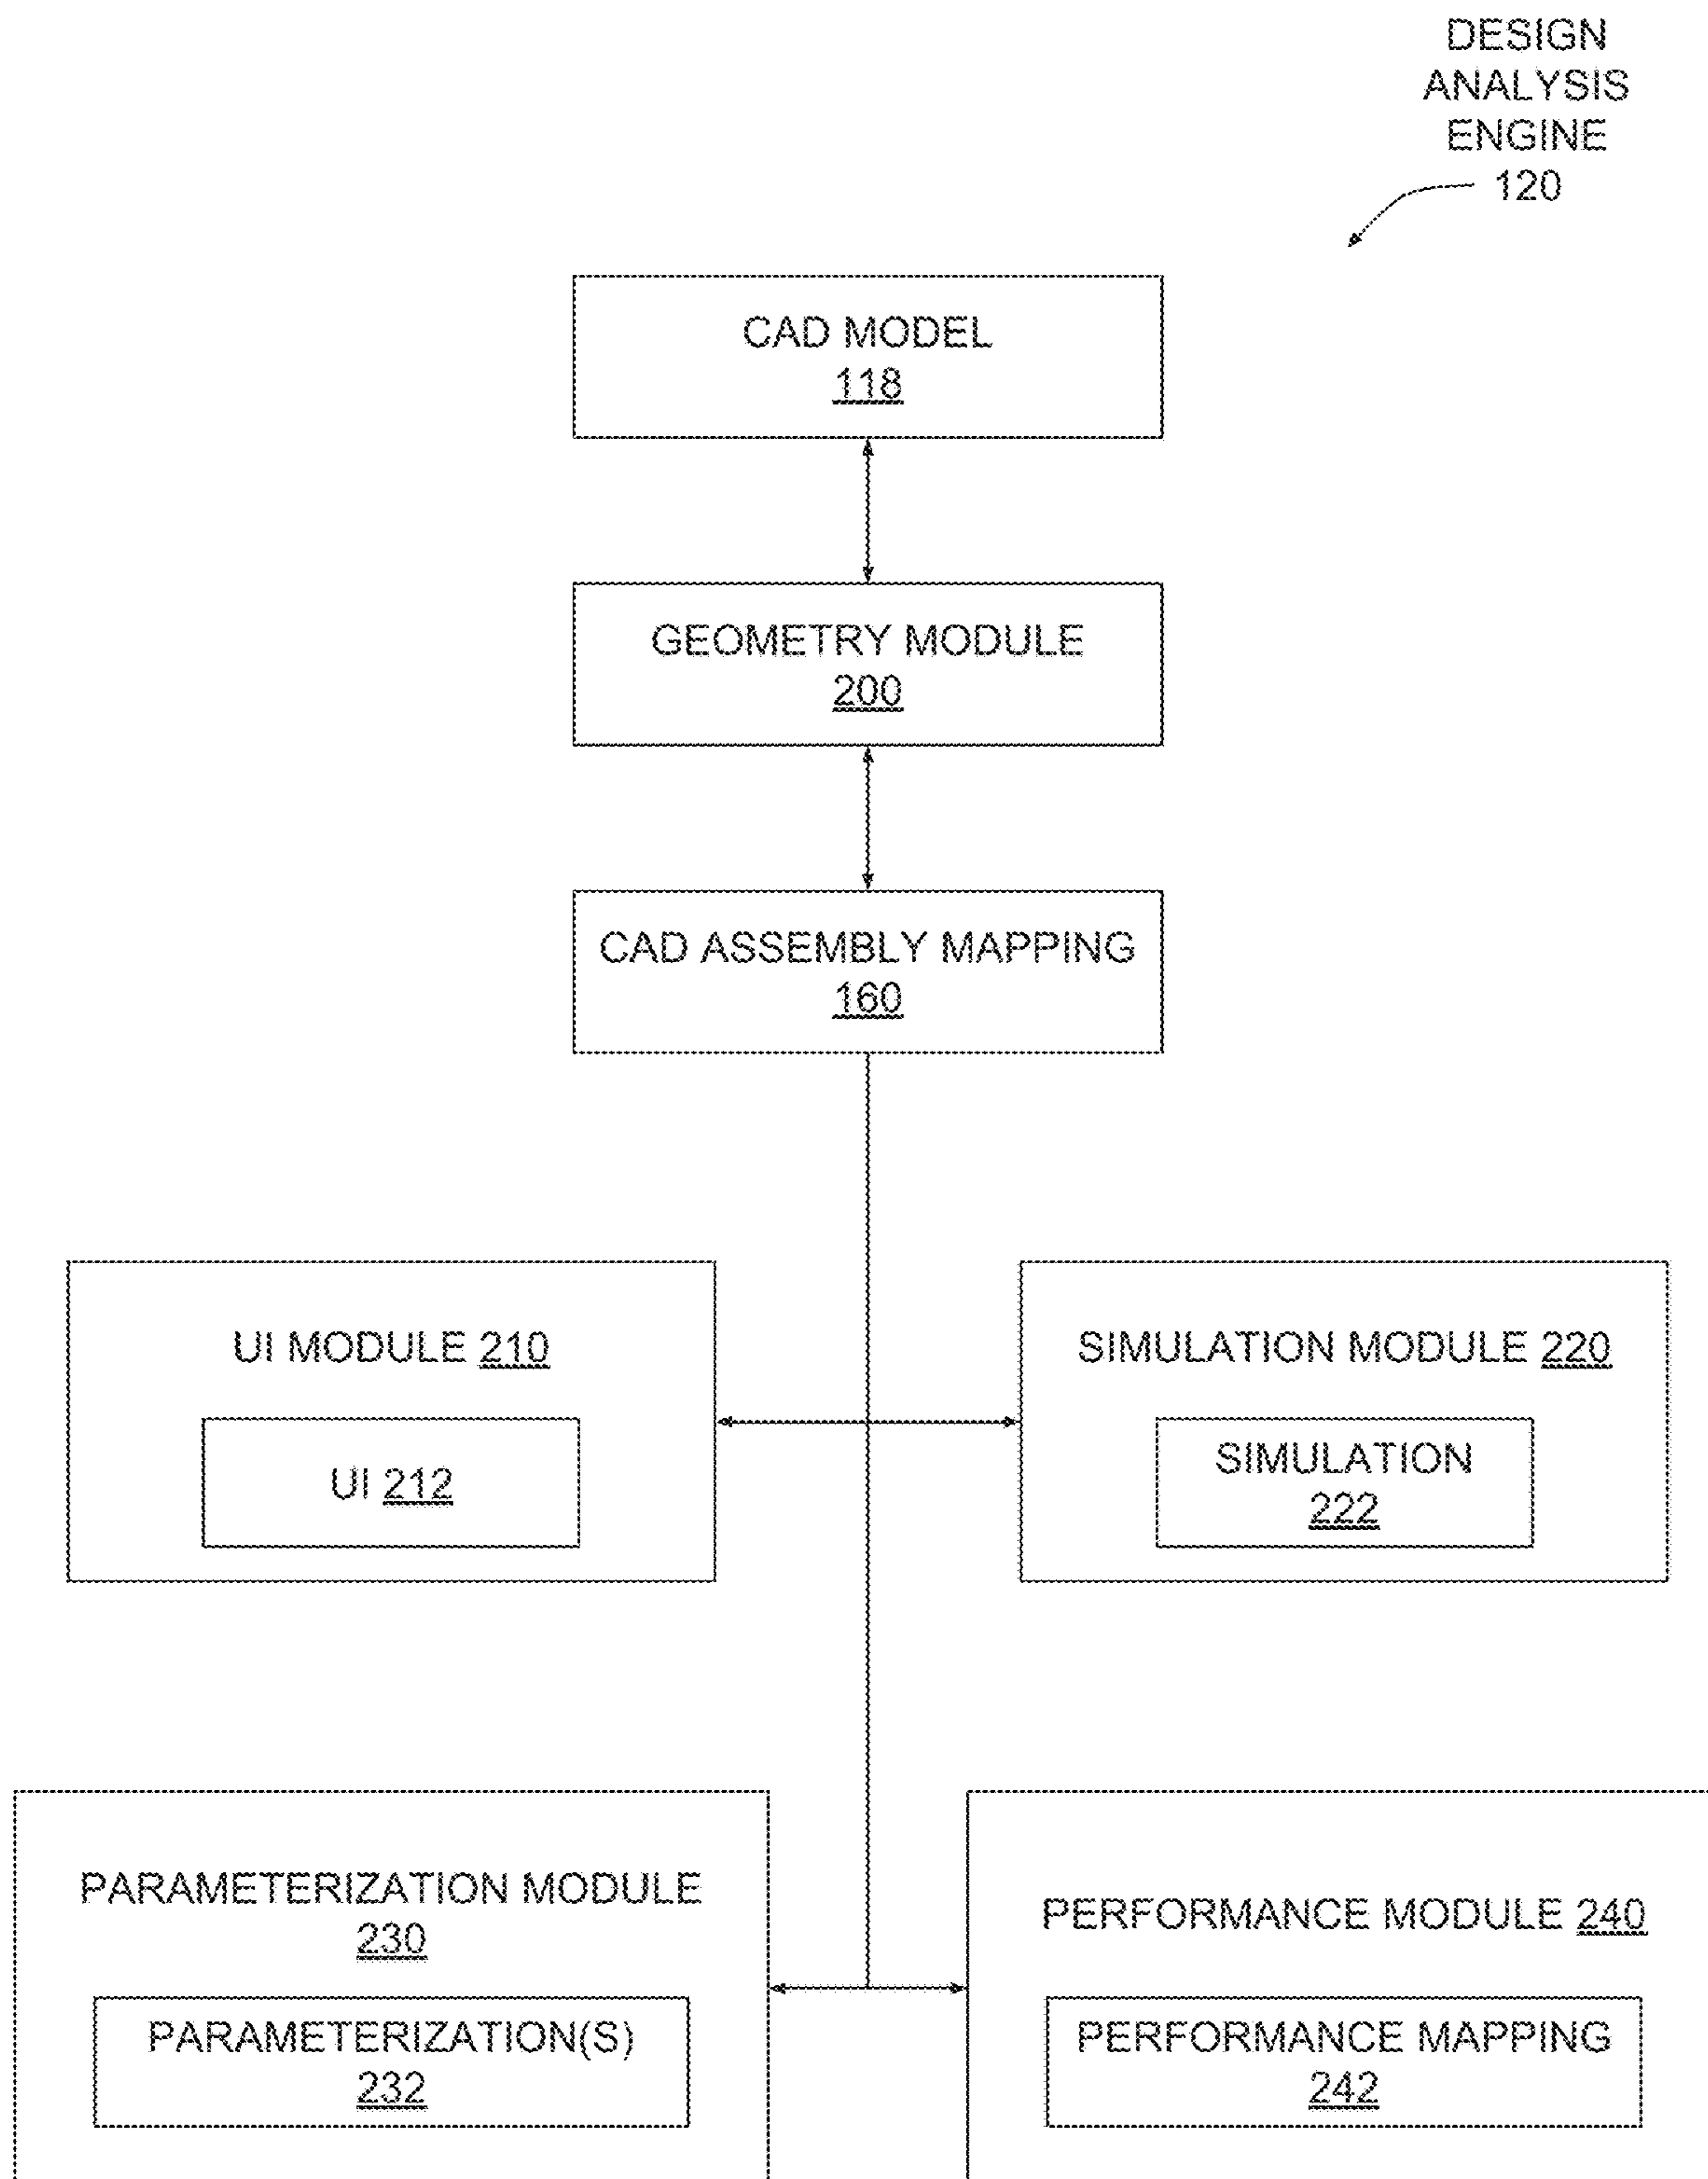 DESIGN
ANALYSIS
ENGINE
120
CAD MODEL
118
GEOMETRY MODULE
200
CAD ASSEMBLY MAPPING
160
UI MODULE 210
UI 212
SIMULATION MODULE 220
SIMULATION
222
PARAMETERIZATION MODULE
230
PARAMETERIZATION(S)
232
PERFORMANCE MODULE 240
PERFORMANCE MAPPING
242